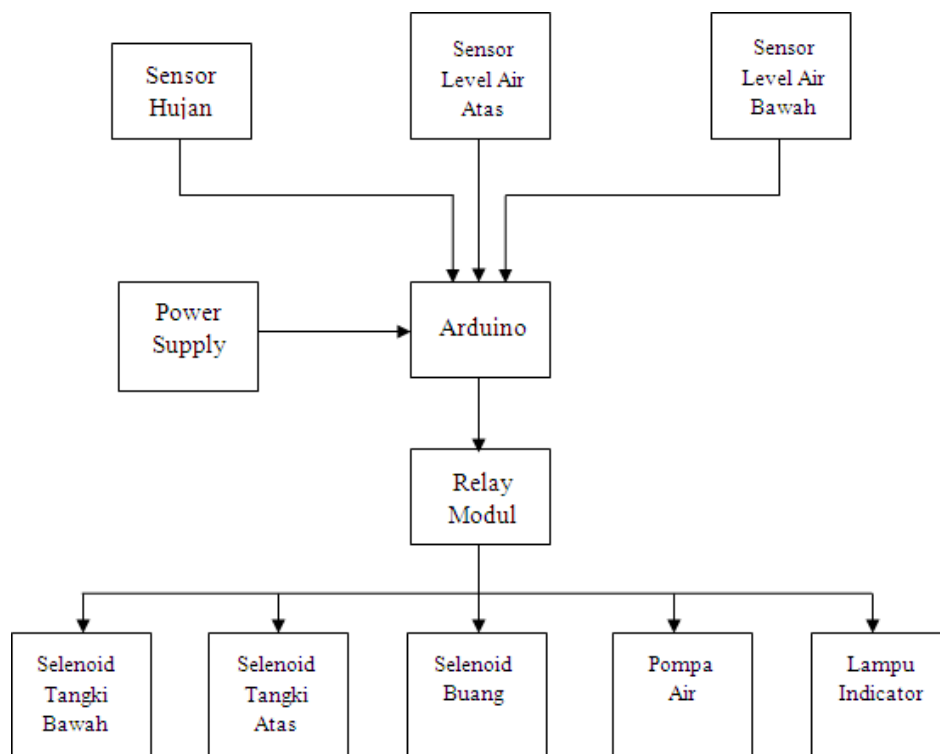 Sensor
Hujan
Sensor
Level Air
Atas
Sensor
Level Air
Bawah
Power
Supply
Arduino
Relay
Modul
Selenoid
Tangki
Bawah
Selenoid
Tangki
Atas
Selenoid
Buang
Pompa
Air
Lampu
Indicator